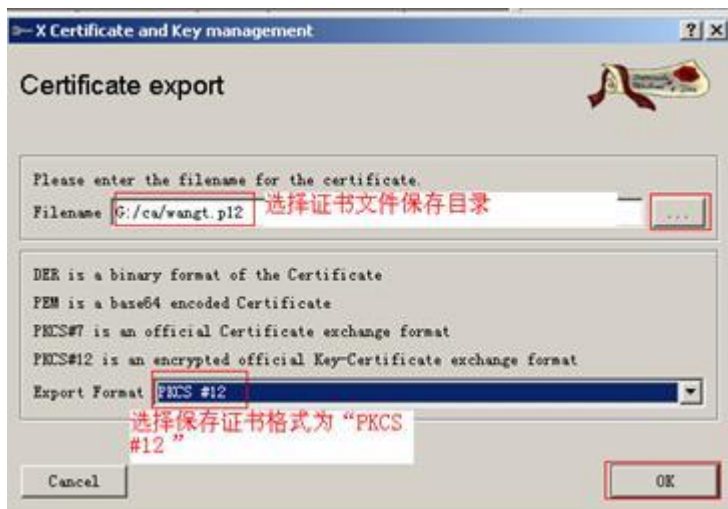 X Certificate and Key management
Certificate export
Please enter the filename for the certificate.
Filename G:/ca/wangt.p12 选择证书文件保存目录 ...
DER is a binary format of the Certificate
PEM is a base64 encoded Certificate
PKCS#7 is an official Certificate exchange format
PKCS#12 is an encrypted official Key-Certificate exchange format
Export Format PKCS #12
选择保存证书格式为“PKCS
#12 ”
Cancel OK